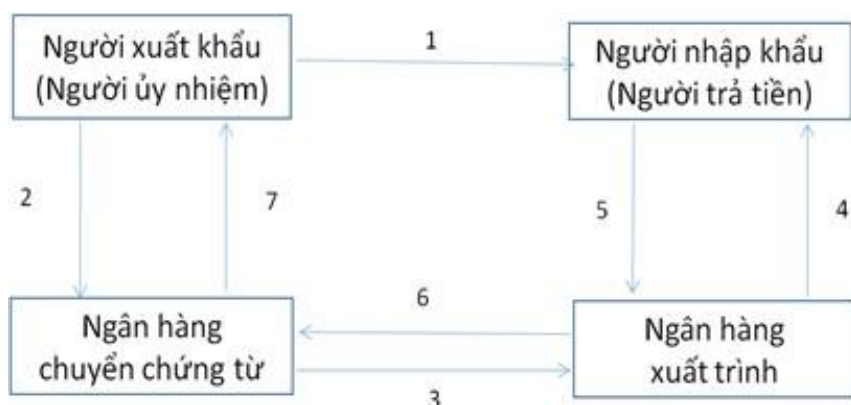 Người xuất khẩu
(Người ủy nhiệm)
1
Người nhập khẩu
(Người trả tiền)
2
7
5
4
6
Ngân hàng
chuyển chứng từ
Ngân hàng
xuất trình
3